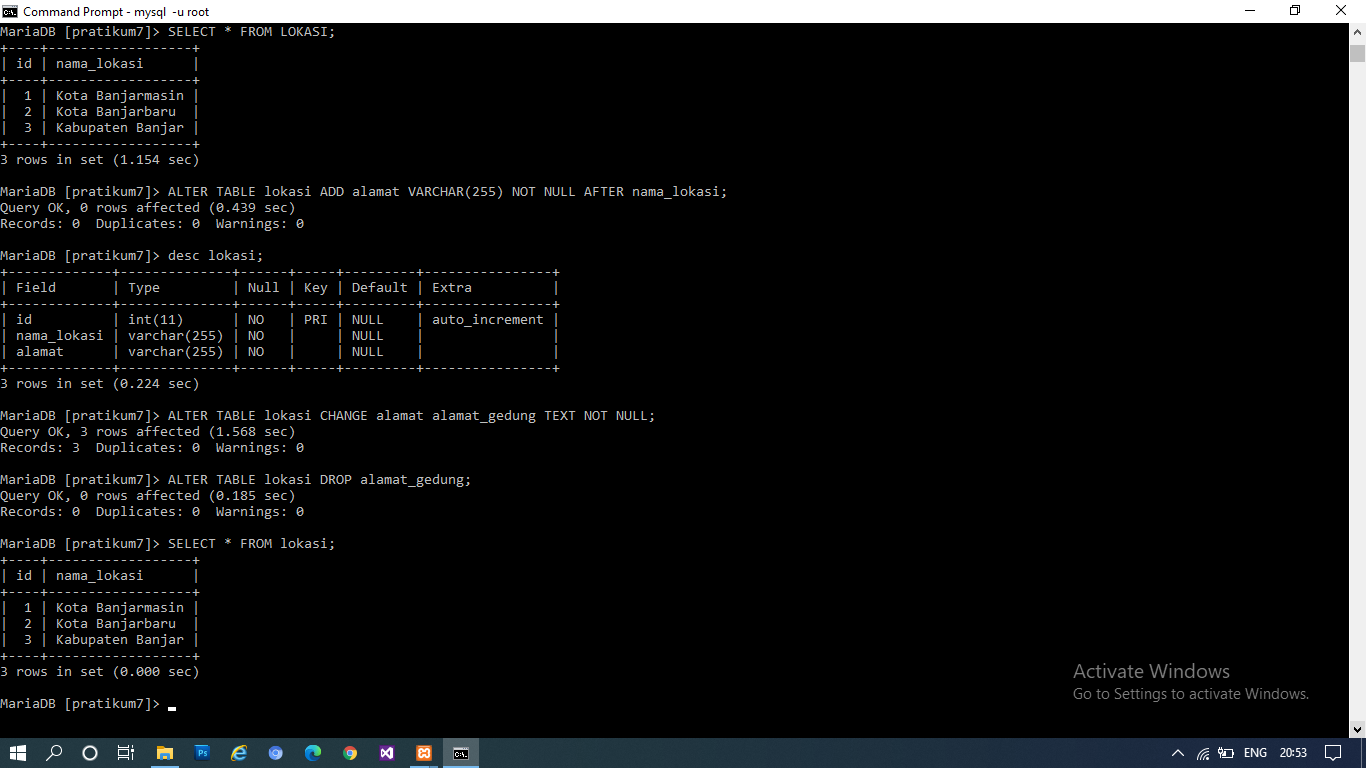 Command Prompt - mysql -u root
MariaDB [pratikum7]> SELECT * FROM LOKASI;
+----+------------------+
| id | nama_lokasi      |
+----+------------------+
|  1 | Kota Banjarmasin |
|  2 | Kota Banjarbaru  |
|  3 | Kabupaten Banjar |
+----+------------------+
3 rows in set (1.154 sec)
MariaDB [pratikum7]> ALTER TABLE lokasi ADD alamat VARCHAR(255) NOT NULL AFTER nama_lokasi;
Query OK, 0 rows affected (0.439 sec)
Records: 0  Duplicates: 0  Warnings: 0
MariaDB [pratikum7]> desc lokasi;
+-------------+--------------+------+-----+---------+----------------+
| Field       | Type         | Null | Key | Default | Extra          |
+-------------+--------------+------+-----+---------+----------------+
| id          | int(11)      | NO   | PRI | NULL    | auto_increment |
| nama_lokasi | varchar(255) | NO   |     | NULL    |                |
| alamat      | varchar(255) | NO   |     | NULL    |                |
+-------------+--------------+------+-----+---------+----------------+
3 rows in set (0.224 sec)
MariaDB [pratikum7]> ALTER TABLE lokasi CHANGE alamat alamat_gedung TEXT NOT NULL;
Query OK, 3 rows affected (1.568 sec)
Records: 3  Duplicates: 0  Warnings: 0
MariaDB [pratikum7]> ALTER TABLE lokasi DROP alamat_gedung;
Query OK, 0 rows affected (0.185 sec)
Records: 0  Duplicates: 0  Warnings: 0
MariaDB [pratikum7]> SELECT * FROM lokasi;
+----+------------------+
| id | nama_lokasi      |
+----+------------------+
|  1 | Kota Banjarmasin |
|  2 | Kota Banjarbaru  |
|  3 | Kabupaten Banjar |
+----+------------------+
3 rows in set (0.000 sec)
MariaDB [pratikum7]> _
Activate Windows
Go to Settings to activate Windows.
Ps
ENG 20:53